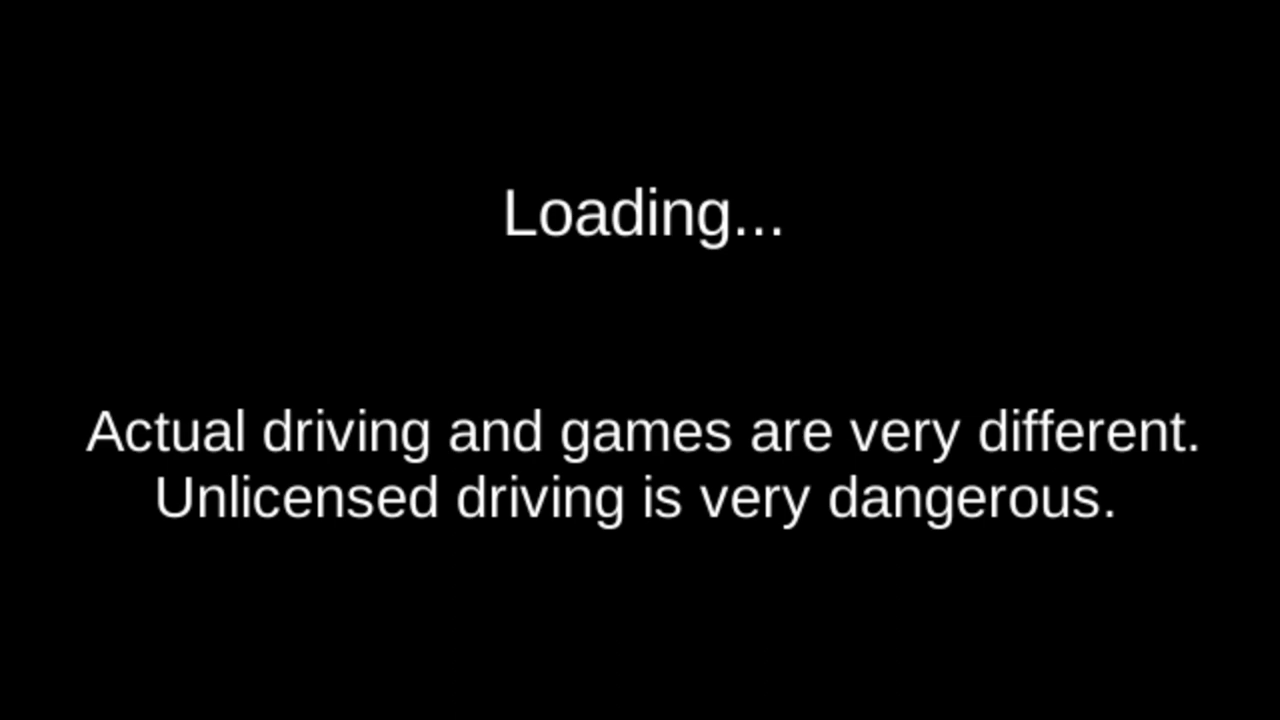 Loading...
Actual driving and games are very different.
Unlicensed driving is very dangerous.